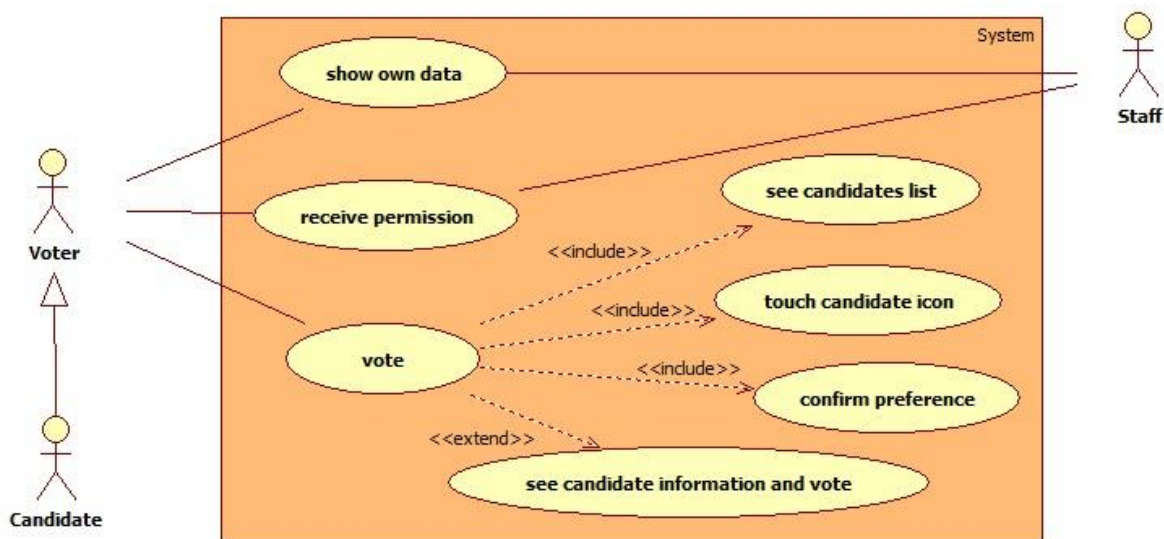 System
show own data
Staff
see candidates list
receive permission
Voter
<<include>>
touch candidate icon
<<include>>
vote
<<include>>
confirm preference
<<extend>>
see candidate information and vote
Candidate